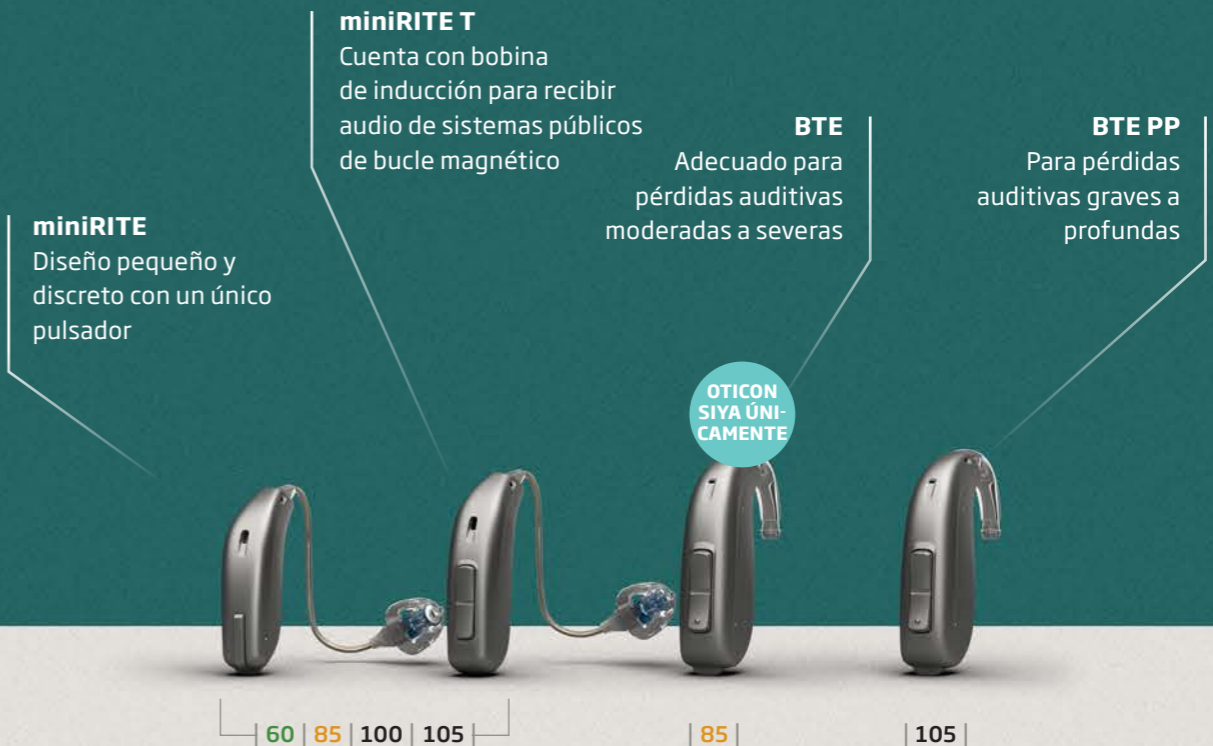 miniRITE T
Cuenta con bobina
de inducción para recibir
audio de sistemas públicos
de bucle magnético
BTE
Adecuado para
pérdidas auditivas
moderadas a severas
BTE PP
Para pérdidas
auditivas graves a
profundas
miniRITE
Diseño pequeño y
discreto con un único
pulsador
OTICON
SIYA ÚNI-
CAMENTE
60 | 85 | 100 | 105
| 85 |
| 105 |